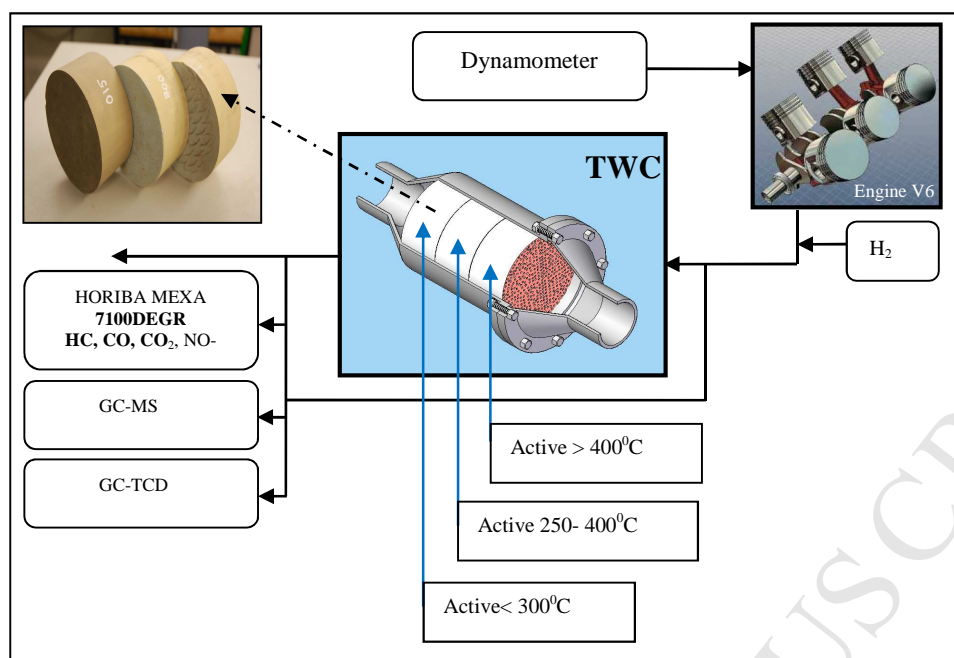 015
Dynamometer
TWC
Engine V6
H₂
HORIBA MEXA
7100DEGR
HC, CO, CO₂, NO-
GC-MS
GC-TCD
Active > 400⁰C
Active 250- 400⁰C
Active< 300⁰C